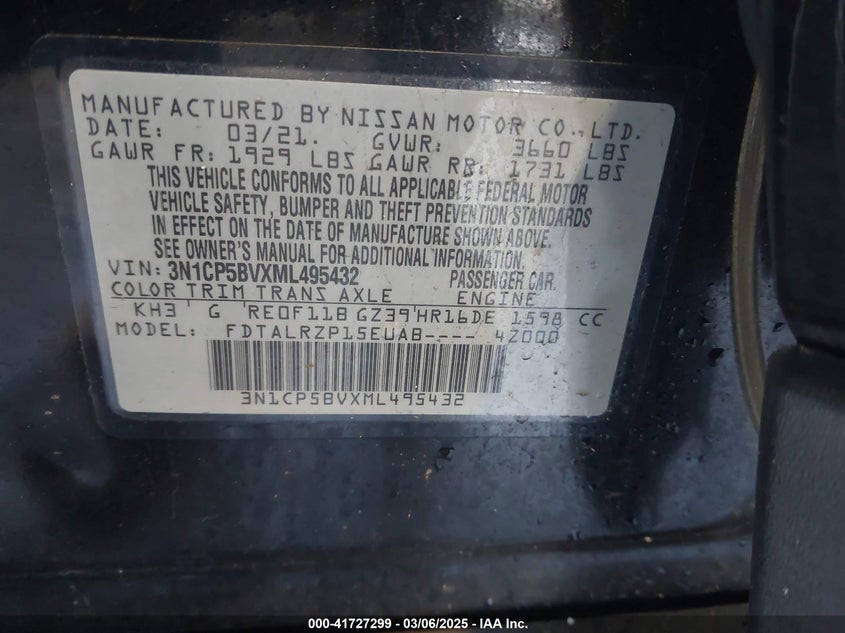 MANUFACTURED BY NISSAN MOTOR CO., LTD.
DATE: 03/21. GVWR: 3660 LBS
GAWR FR: 1929 LBS GAWR RR: 1731 LBS
THIS VEHICLE CONFORMS TO ALL APPLICABLE FEDERAL MOTOR
VEHICLE SAFETY, BUMPER AND THEFT PREVENTION STANDARDS
IN EFFECT ON THE DATE OF MANUFACTURE SHOWN ABOVE.
SEE OWNER'S MANUAL FOR ADDITIONAL INFORMATION.
VIN: 3N1CP5BVXML495432 PASSENGER CAR.
COLOR TRIM TRANS AXLE ENGINE
KH3 G RE0F11B GZ39 HR16DE 1598 CC
MODEL: FDTALRZP15EUAB---- 4Z000
3N1CP5BVXML495432
000-41727299 — 03/06/2025 — IAA Inc.